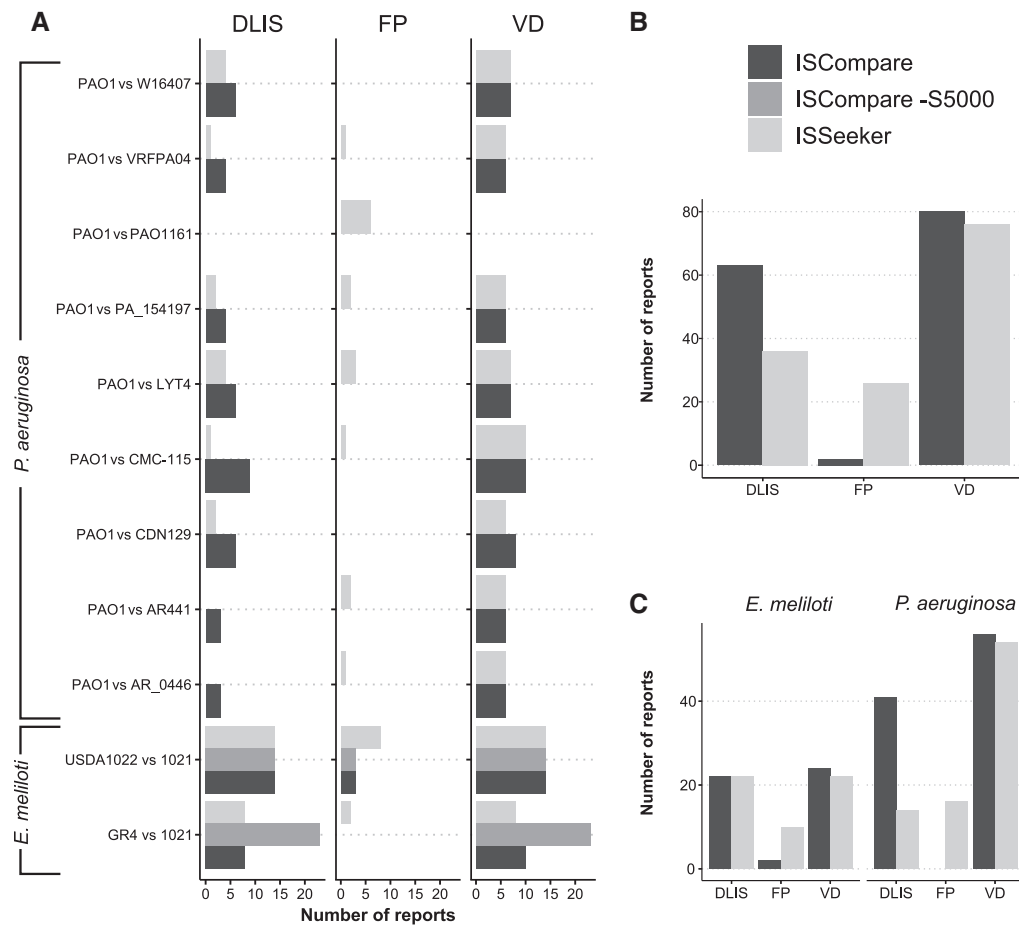 A
DLIS FP VD
P. aeruginosa
PAO1 vs W16407
PAO1 vs VRFPA04
PAO1 vs PAO1161
PAO1 vs PA_154197
PAO1 vs LYT4
PAO1 vs CMC-115
PAO1 vs CDN129
PAO1 vs AR441
PAO1 vs AR_0446
E. meliloti
USDA1022 vs 1021
GR4 vs 1021
0 5 10 15 20 0 5 10 15 20 0 5 10 15 20
Number of reports
B
ISCompare
ISCompare -S5000
ISSeeker
Number of reports
80
60
40
20
0
DLIS FP VD
C
E. meliloti P. aeruginosa
Number of reports
40
20
0
DLIS FP VD DLIS FP VD